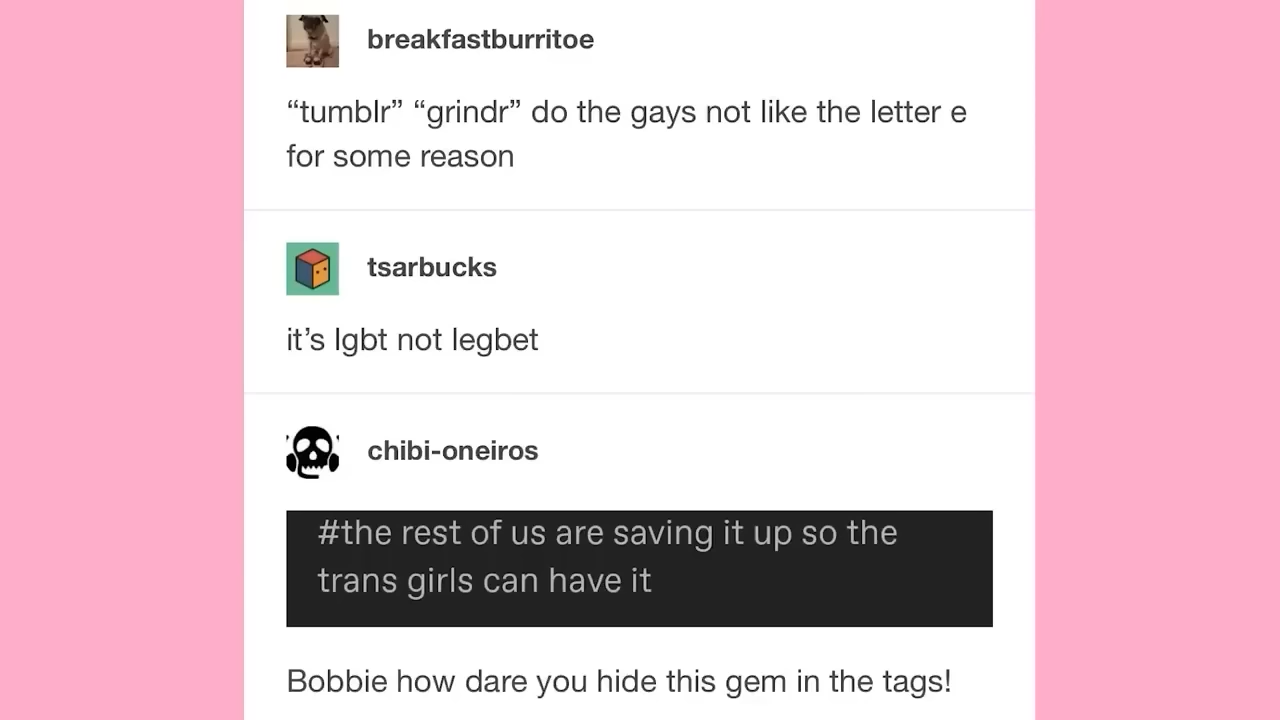 breakfastburritoe
“tumblr” “grindr” do the gays not like the letter e
for some reason
tsarbucks
it’s lgbt not legbet
chibi-oneiros
#the rest of us are saving it up so the
trans girls can have it
Bobbie how dare you hide this gem in the tags!